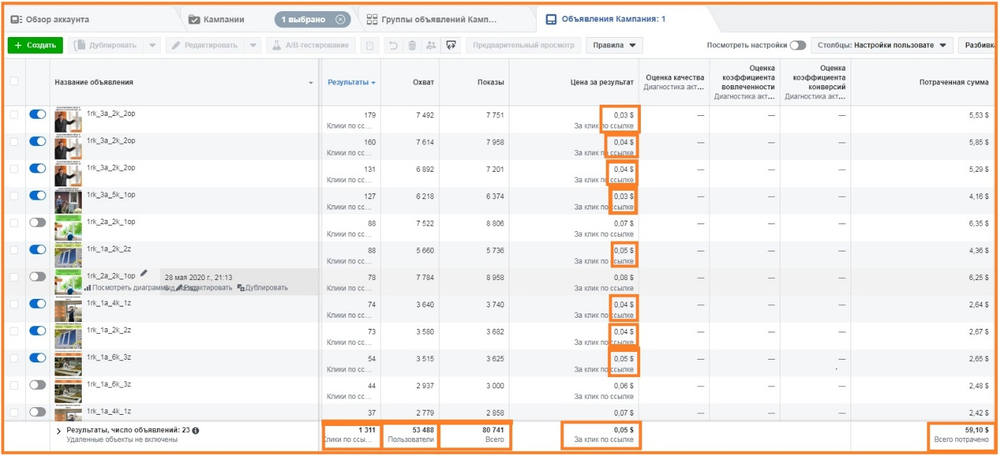 Обзор аккаунта
Кампании
1 выбрано
Группы объявлений Камп...
Объявления Кампания: 1
+ Создать
Дублировать
Редактировать
A/B-тестирование
Предварительный просмотр
Правила
Посмотреть настройки
Столбцы: Настройки пользовате
Разбивк
Название объявления
Результаты
Охват
Показы
Цена за результат
Оценка качества
Диагностика акт...
Оценка
коэффициента
вовлеченности
Диагностика акт...
Оценка
коэффициента
конверсий
Диагностика акт...
Потраченная сумма
1rk_3a_2k_2op 179 7 492 7 751 0,03 $ — — — 5,53 $
Клики по сс... За клик по ссылке
1rk_3a_2k_2op 160 7 614 7 958 0,04 $ — — — 5,85 $
Клики по сс... За клик по ссылке
1rk_3a_2k_2op 131 6 892 7 201 0,04 $ — — — 5,29 $
Клики по сс... За клик по ссылке
1rk_3a_5k_1op 127 6 218 6 374 0,03 $ — — — 4,16 $
Клики по сс... За клик по ссылке
1rk_2a_2k_1op 88 7 522 8 806 0,07 $ — — — 6,35 $
Клики по сс... За клик по ссылке
1rk_1a_2k_2z 88 5 660 5 736 0,05 $ — — — 4,36 $
Клики по сс... За клик по ссылке
1rk_2a_2k_1op 28 мая 2020 г., 21:13 78 7 784 8 958 0,08 $ — — — 6,25 $
Посмотреть диаграммы Редактировать Дублировать Клики по сс... За клик по ссылке
1rk_1a_4k_1z 74 3 640 3 740 0,04 $ — — — 2,64 $
Клики по сс... За клик по ссылке
1rk_1a_2k_2z 73 3 580 3 682 0,04 $ — — — 2,67 $
Клики по сс... За клик по ссылке
1rk_1a_6k_3z 54 3 515 3 625 0,05 $ — — — 2,65 $
Клики по сс... За клик по ссылке
1rk_1a_6k_3z 44 2 937 3 000 0,06 $ — — — 2,48 $
Клики по сс... За клик по ссылке
1rk_1a_4k_1z 37 2 779 2 858 0,07 $ — — — 2,42 $
Результаты, число объявлений: 23 1 311 53 488 80 741 0,05 $ 59,10 $
Удаленные объекты не включены Клики по ссы... Пользователи Всего За клик по ссылке Всего потрачено